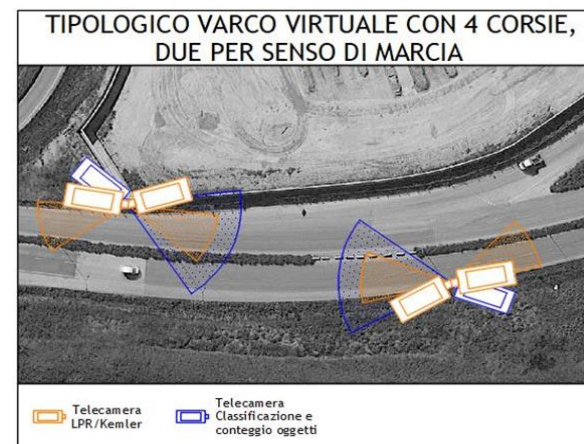 TIPOLOGICO VARCO VIRTUALE CON 4 CORSIE,
DUE PER SENSO DI MARCIA
Telecamera
LPR/Kemler
Telecamera
Classificazione e
conteggio oggetti